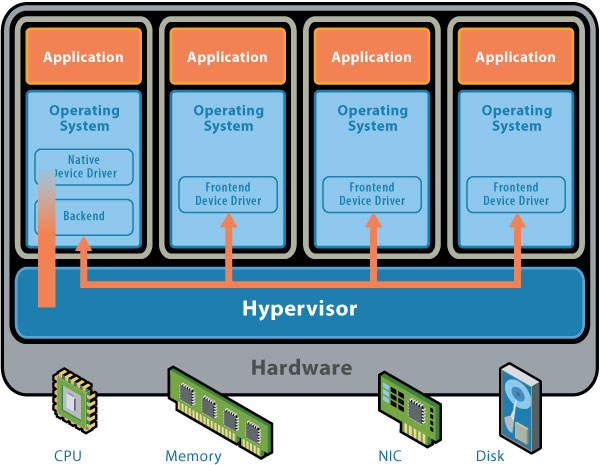 Application
Application
Application
Application
Operating
System
Operating
System
Operating
System
Operating
System
Native
Device Driver
Backend
Frontend
Device Driver
Frontend
Device Driver
Frontend
Device Driver
Hypervisor
Hardware
CPU
Memory
NIC
Disk